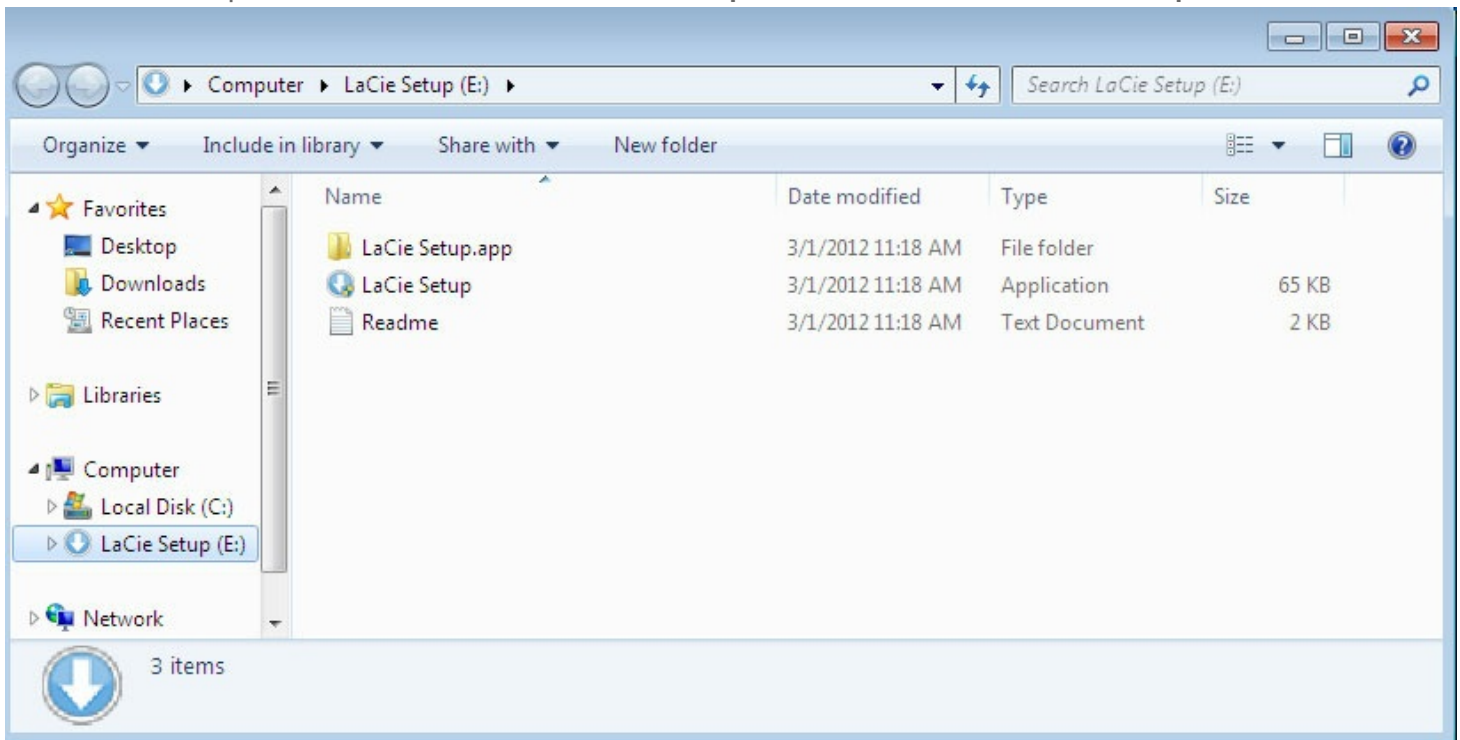 Computer ▸ LaCie Setup (E:) ▸
Search LaCie Setup (E:)
Organize ▾ Include in library ▾ Share with ▾ New folder
Favorites
Desktop
Downloads
Recent Places
Libraries
Computer
Local Disk (C:)
LaCie Setup (E:)
Network
Name Date modified Type Size
LaCie Setup.app 3/1/2012 11:18 AM File folder
LaCie Setup 3/1/2012 11:18 AM Application 65 KB
Readme 3/1/2012 11:18 AM Text Document 2 KB
3 items